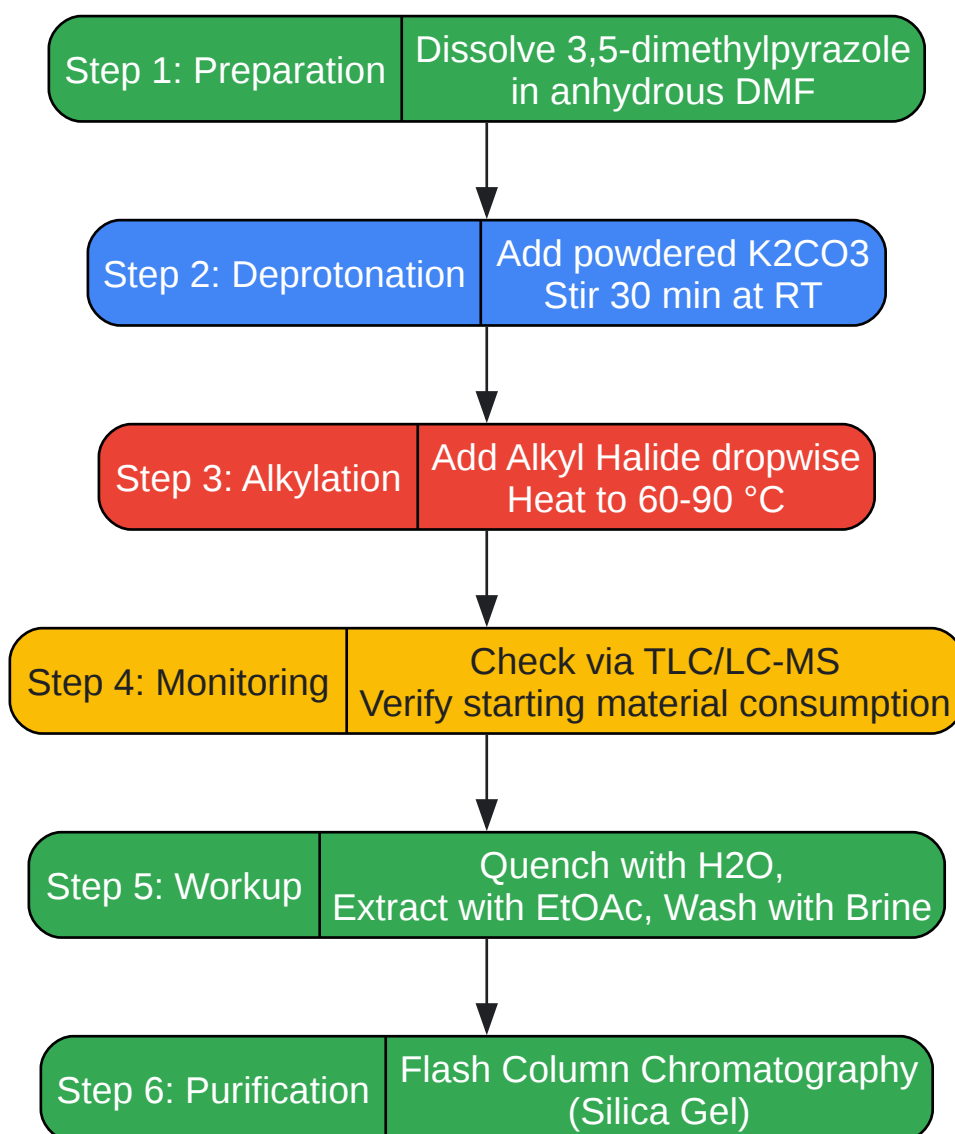 Step 1: Preparation
Dissolve 3,5-dimethylpyrazole
in anhydrous DMF
Step 2: Deprotonation
Add powdered K2CO3
Stir 30 min at RT
Step 3: Alkylation
Add Alkyl Halide dropwise
Heat to 60-90 °C
Step 4: Monitoring
Check via TLC/LC-MS
Verify starting material consumption
Step 5: Workup
Quench with H2O,
Extract with EtOAc, Wash with Brine
Step 6: Purification
Flash Column Chromatography
(Silica Gel)